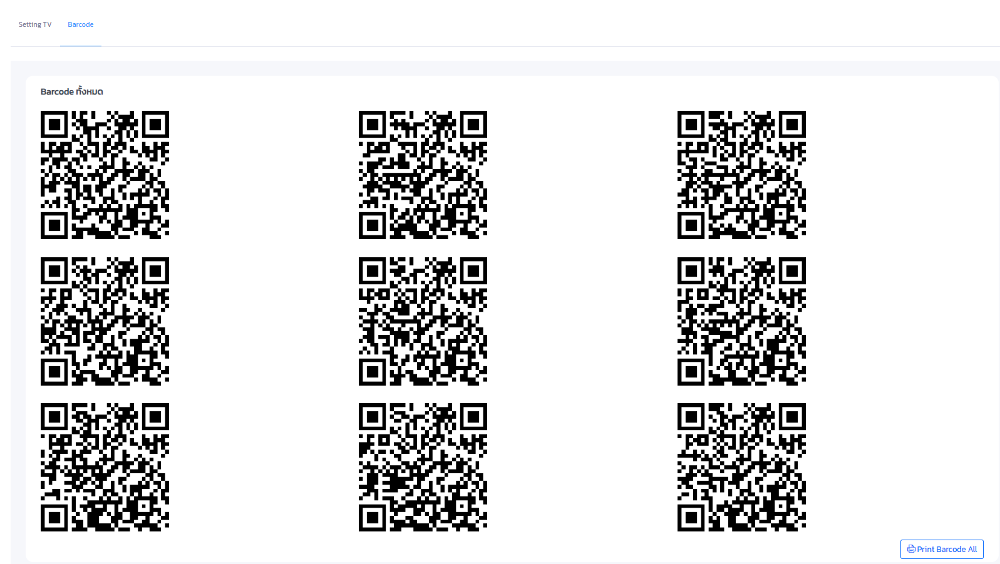 Setting TV
Barcode
Barcode ทั้งหมด
Print Barcode All